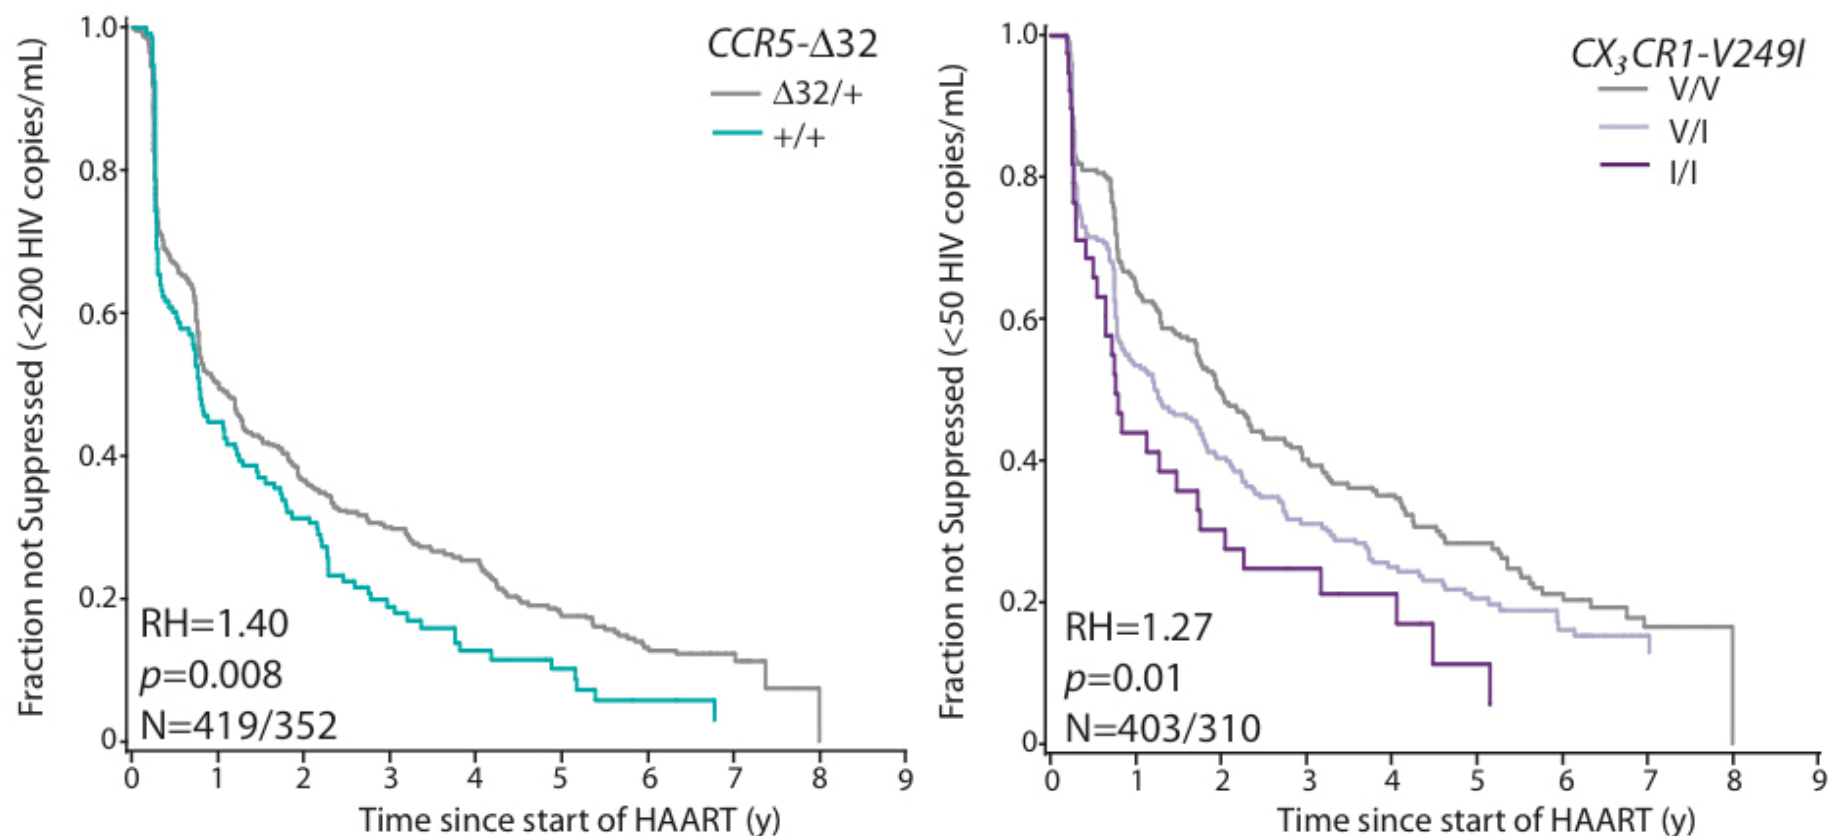 Fraction not Suppressed (<200 HIV copies/mL)
1.0
0.8
0.6
0.4
0.2
0
CCR5-Δ32
Δ32/+
+/+
RH=1.40
p=0.008
N=419/352
0 1 2 3 4 5 6 7 8 9
Time since start of HAART (y)
Fraction not Suppressed (<50 HIV copies/mL)
1.0
0.8
0.6
0.4
0.2
0
CX₃CR1-V249I
V/V
V/I
I/I
RH=1.27
p=0.01
N=403/310
0 1 2 3 4 5 6 7 8 9
Time since start of HAART (y)